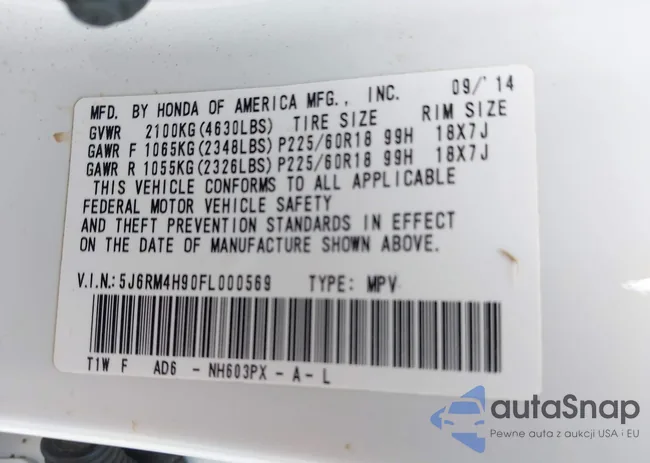 MFD. BY HONDA OF AMERICA MFG., INC. 09/'14
GVWR 2100KG(4630LBS) TIRE SIZE RIM SIZE
GAWR F 1065KG(2348LBS)P225/60R18 99H 18X7J
GAWR R 1055KG(2326LBS)P225/60R18 99H 18X7J
THIS VEHICLE CONFORMS TO ALL APPLICABLE
FEDERAL MOTOR VEHICLE SAFETY
AND THEFT PREVENTION STANDARDS IN EFFECT
ON THE DATE OF MANUFACTURE SHOWN ABOVE.
V.I.N.:5J6RM4H90FL000569 TYPE: MPV
T1W F AD6 - NH603PX - A - L
autaSnap
Pewne auta z aukcji USA i EU